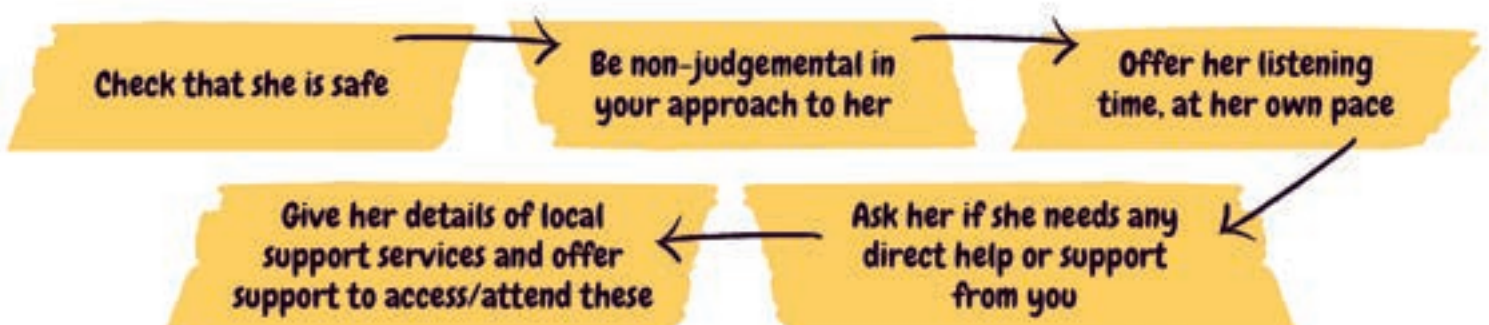 Check that she is safe
Be non-judgemental in
your approach to her
Offer her listening
time, at her own pace
Ask her if she needs any
direct help or support
from you
Give her details of local
support services and offer
support to access/attend these